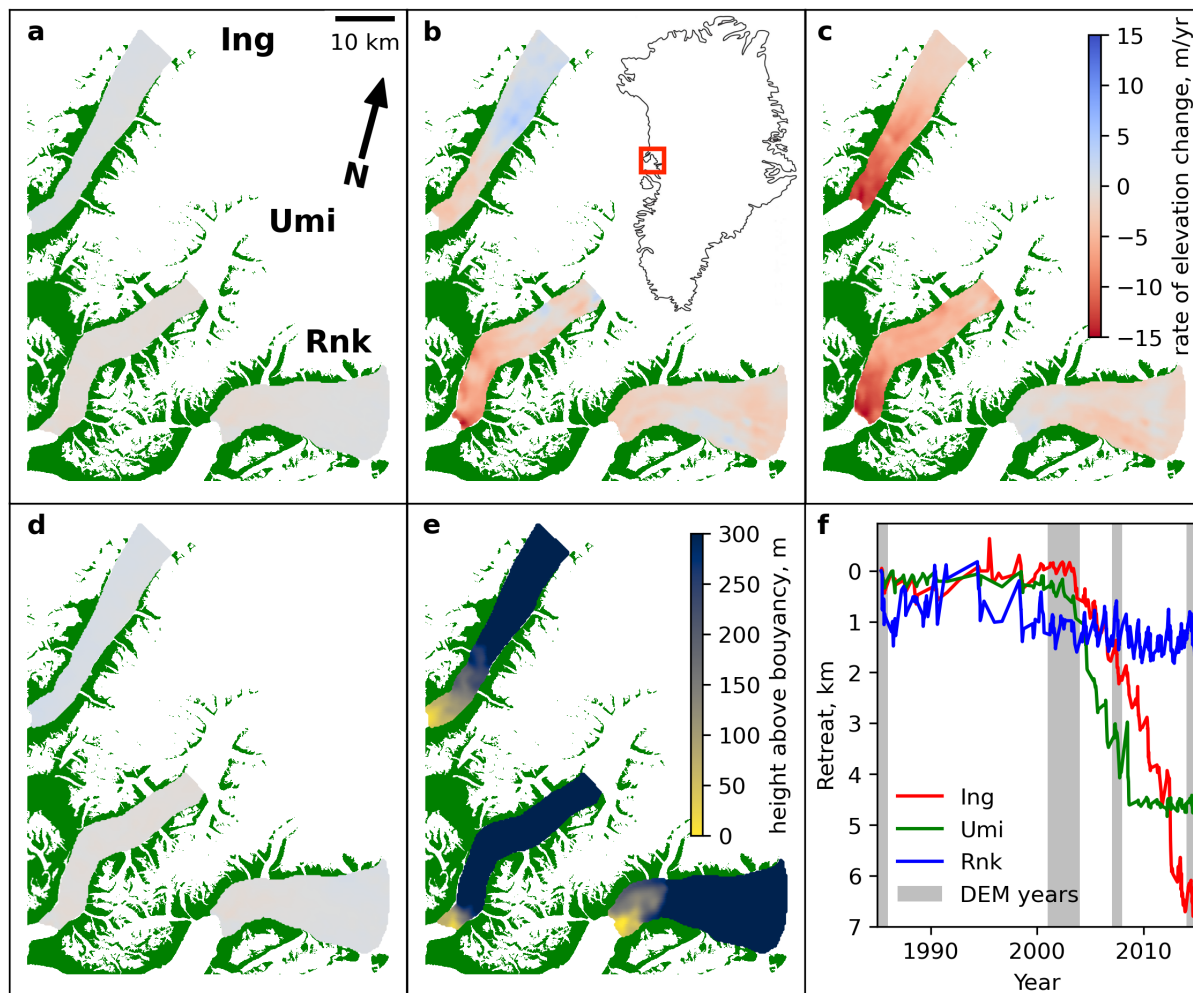 a
Ing
10 km
N
Umi
Rnk
b
c
15
10
5
0
−5
−10
−15
rate of elevation change, m/yr
d
e
300
250
200
150
100
50
0
height above bouyancy, m
f
0
1
2
3
4
5
6
7
Retreat, km
Ing
Umi
Rnk
DEM years
1990
2000
2010
Year